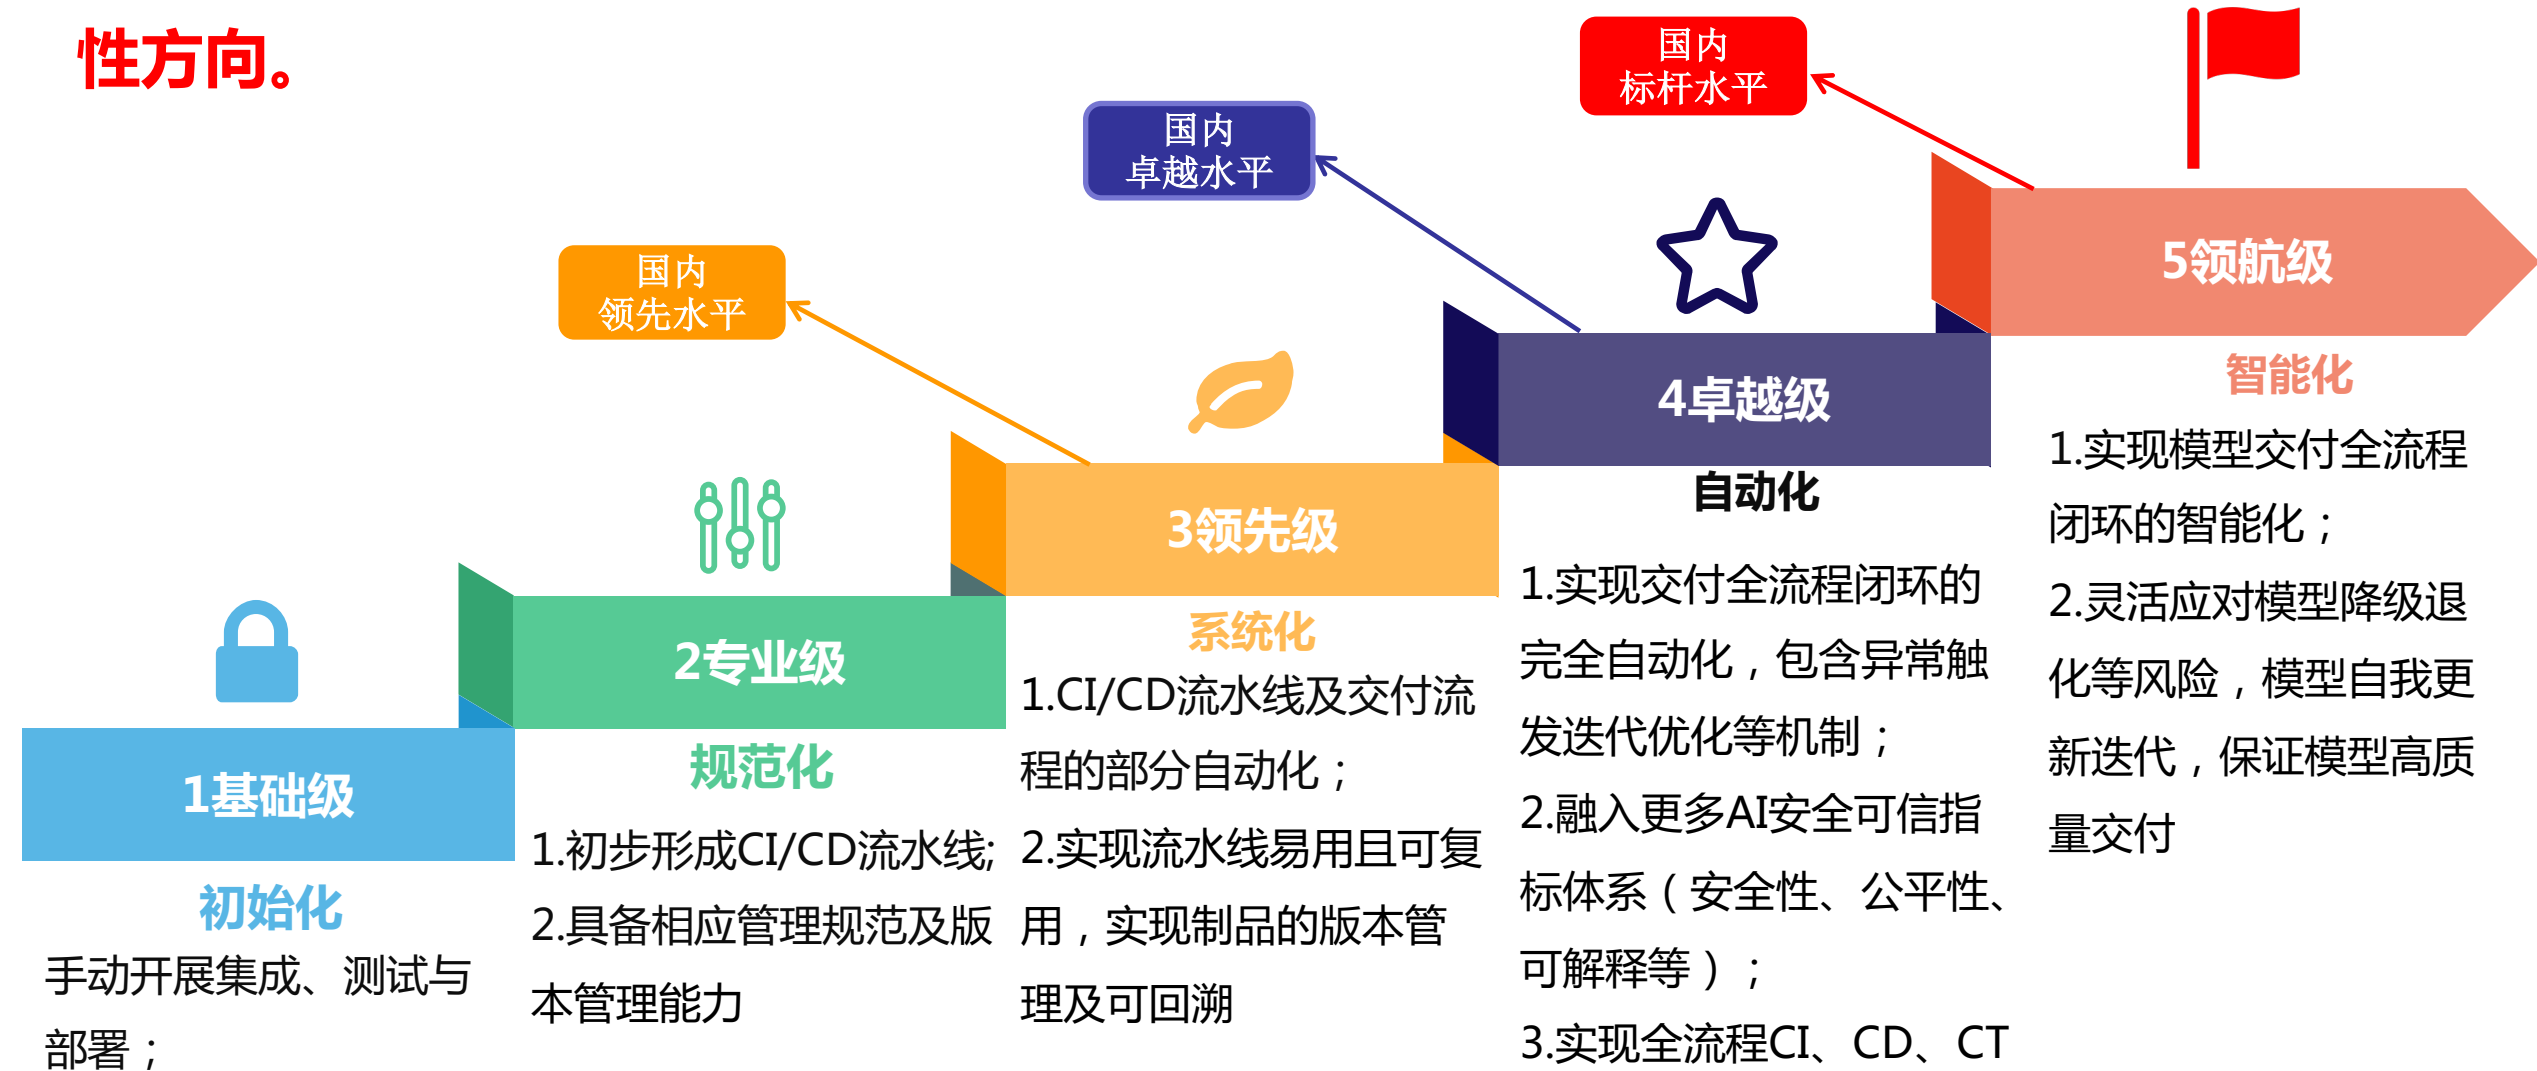 性方向。
国内
标杆水平
国内
卓越水平
国内
领先水平
1基础级
初始化
手动开展集成、测试与
部署；
2专业级
规范化
1.初步形成CI/CD流水线;
2.具备相应管理规范及版
本管理能力
3领先级
系统化
1.CI/CD流水线及交付流
程的部分自动化；
2.实现流水线易用且可复
用，实现制品的版本管
理及可回溯
4卓越级
自动化
1.实现交付全流程闭环的
完全自动化，包含异常触
发迭代优化等机制；
2.融入更多AI安全可信指
标体系（安全性、公平性、
可解释等）；
3.实现全流程CI、CD、CT
5领航级
智能化
1.实现模型交付全流程
闭环的智能化；
2.灵活应对模型降级退
化等风险，模型自我更
新迭代，保证模型高质
量交付